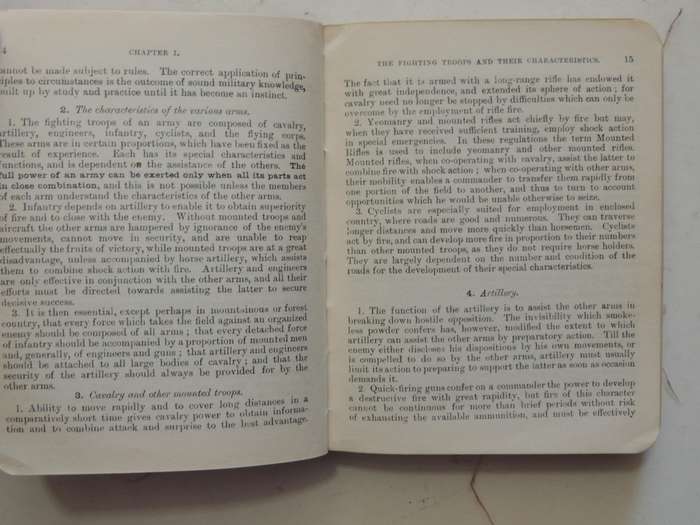 4 CHAPTER I.
cannot be made subject to rules. The correct application of prin-
ciples to circumstances is the outcome of sound military knowledge,
built up by study and practice until it has become an instinct.
2. The characteristics of the various arms.
1. The fighting troops of an army are composed of cavalry,
artillery, engineers, infantry, cyclists, and the flying corps.
These arms are in certain proportions, which have been fixed as the
result of experience. Each has its special characteristics and
functions, and is dependent on the assistance of the others. The
full power of an army can be exerted only when all its parts act
in close combination, and this is not possible unless the members
of each arm understand the characteristics of the other arms.
2. Infantry depends on artillery to enable it to obtain superiority
of fire and to close with the enemy. Without mounted troops and
aircraft the other arms are hampered by ignorance of the enemy's
movements, cannot move in security, and are unable to reap
effectually the fruits of victory, while mounted troops are at a great
disadvantage, unless accompanied by horse artillery, which assists
them to combine shock action with fire. Artillery and engineers
are only effective in conjunction with the other arms, and all their
efforts must be directed towards assisting the latter to secure
decisive success.
3. It is then essential, except perhaps in mountainous or forest
country, that every force which takes the field against an organized
enemy should be composed of all arms; that every detached force
of infantry should be accompanied by a proportion of mounted men
and, generally, of engineers and guns; that artillery and engineers
should be attached to all large bodies of cavalry; and that the
security of the artillery should always be provided for by the
other arms.
3. Cavalry and other mounted troops.
1. Ability to move rapidly and to cover long distances in a
comparatively short time gives cavalry power to obtain informa-
tion and to combine attack and surprise to the best advantage.
THE FIGHTING TROOPS AND THEIR CHARACTERISTICS. 15
The fact that it is armed with a long-range rifle has endowed it
with great independence, and extended its sphere of action; for
cavalry need no longer be stopped by difficulties which can only be
overcome by the employment of rifle fire.
2. Yeomanry and mounted rifles act chiefly by fire but may,
when they have received sufficient training, employ shock action
in special emergencies. In these regulations the term Mounted
Rifles is used to include yeomanry and other mounted rifles.
Mounted rifles, when co-operating with cavalry, assist the latter to
combine fire with shock action; when co-operating with other arms,
their mobility enables a commander to transfer them rapidly from
one portion of the field to another, and thus to turn to account
opportunities which he would be unable otherwise to seize.
3. Cyclists are especially suited for employment in enclosed
country, where roads are good and numerous. They can traverse
longer distances and move more quickly than horsemen. Cyclists
act by fire, and can develop more fire in proportion to their numbers
than other mounted troops, as they do not require horse holders.
They are largely dependent on the number and condition of the
roads for the development of their special characteristics.
4. Artillery.
1. The function of the artillery is to assist the other arms in
breaking down hostile opposition. The invisibility which smoke-
less powder confers has, however, modified the extent to which
artillery can assist the other arms by preparatory action. Till the
enemy either discloses his dispositions by his own movements, or
is compelled to do so by the other arms, artillery must usually
limit its action to preparing to support the latter as soon as occasion
demands it.
2. Quick-firing guns confer on a commander the power to develop
a destructive fire with great rapidity, but fire of this character
cannot be continued for more than brief periods without risk
of exhausting the available ammunition, and must be effectively